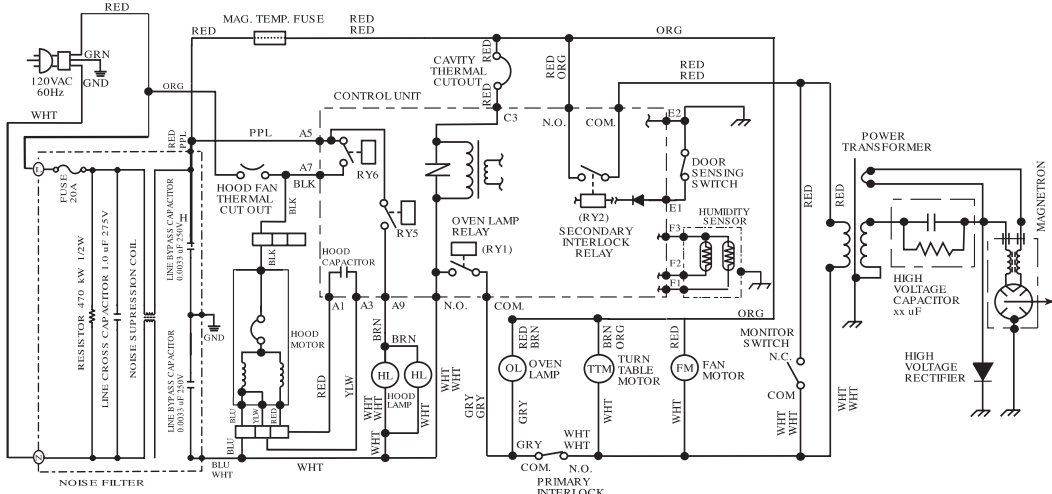 RED
MAG. TEMP. FUSE
RED
RED
RED
ORG
GRN
GND
120VAC
60Hz
WHT
ORG
RED
CAVITY
THERMAL
CUTOUT
RED
RED
ORG
RED
RED
CONTROL UNIT
C3
N.O.
COM.
E2
RED
PPL
PPL
A5
A7
BLK
RY6
HOOD FAN
THERMAL
CUT OUT
BLK
L
FUSE
20A
DOOR
SENSING
SWITCH
E1
POWER
TRANSFORMER
MAGNETRON
RED
RED
RY5
OVEN LAMP
RELAY
(RY1)
(RY2)
SECONDARY
INTERLOCK
RELAY
HUMIDITY
SENSOR
F3
F2
F1
RESISTOR 470 kW 1/2W
LINE CROSS CAPACITOR 1.0 uF 275V
NOISE SUPRESSION COIL
LINE BYPASS CAPACITOR
0.0033 uF 250V
H
LINE BYPASS CAPACITOR
0.0033 uF 250V
GND
BLK
HOOD
CAPACITOR
HOOD
MOTOR
A1
A3
A9
N.O.
COM.
HIGH
VOLTAGE
CAPACITOR
xx uF
ORG
BRN
BRN
RED
BRN
BRN
ORG
RED
MONITOR
SWITCH
N.C.
COM
HL
HL
HOOD
LAMP
OL
OVEN
LAMP
TTM
TURN
TABLE
MOTOR
FM
FAN
MOTOR
HIGH
VOLTAGE
RECTIFIER
RED
YLW
WHT
WHT
WHT
WHT
WHT
WHT
GRY
GRY
GRY
WHT
WHT
WHT
WHT
WHT
WHT
BLU
YLW
RED
BLU
BLU
WHT
WHT
N
GRY
COM.
WHT
WHT
N.O.
PRIMARY
INTERLOCK
NOISE FILTER